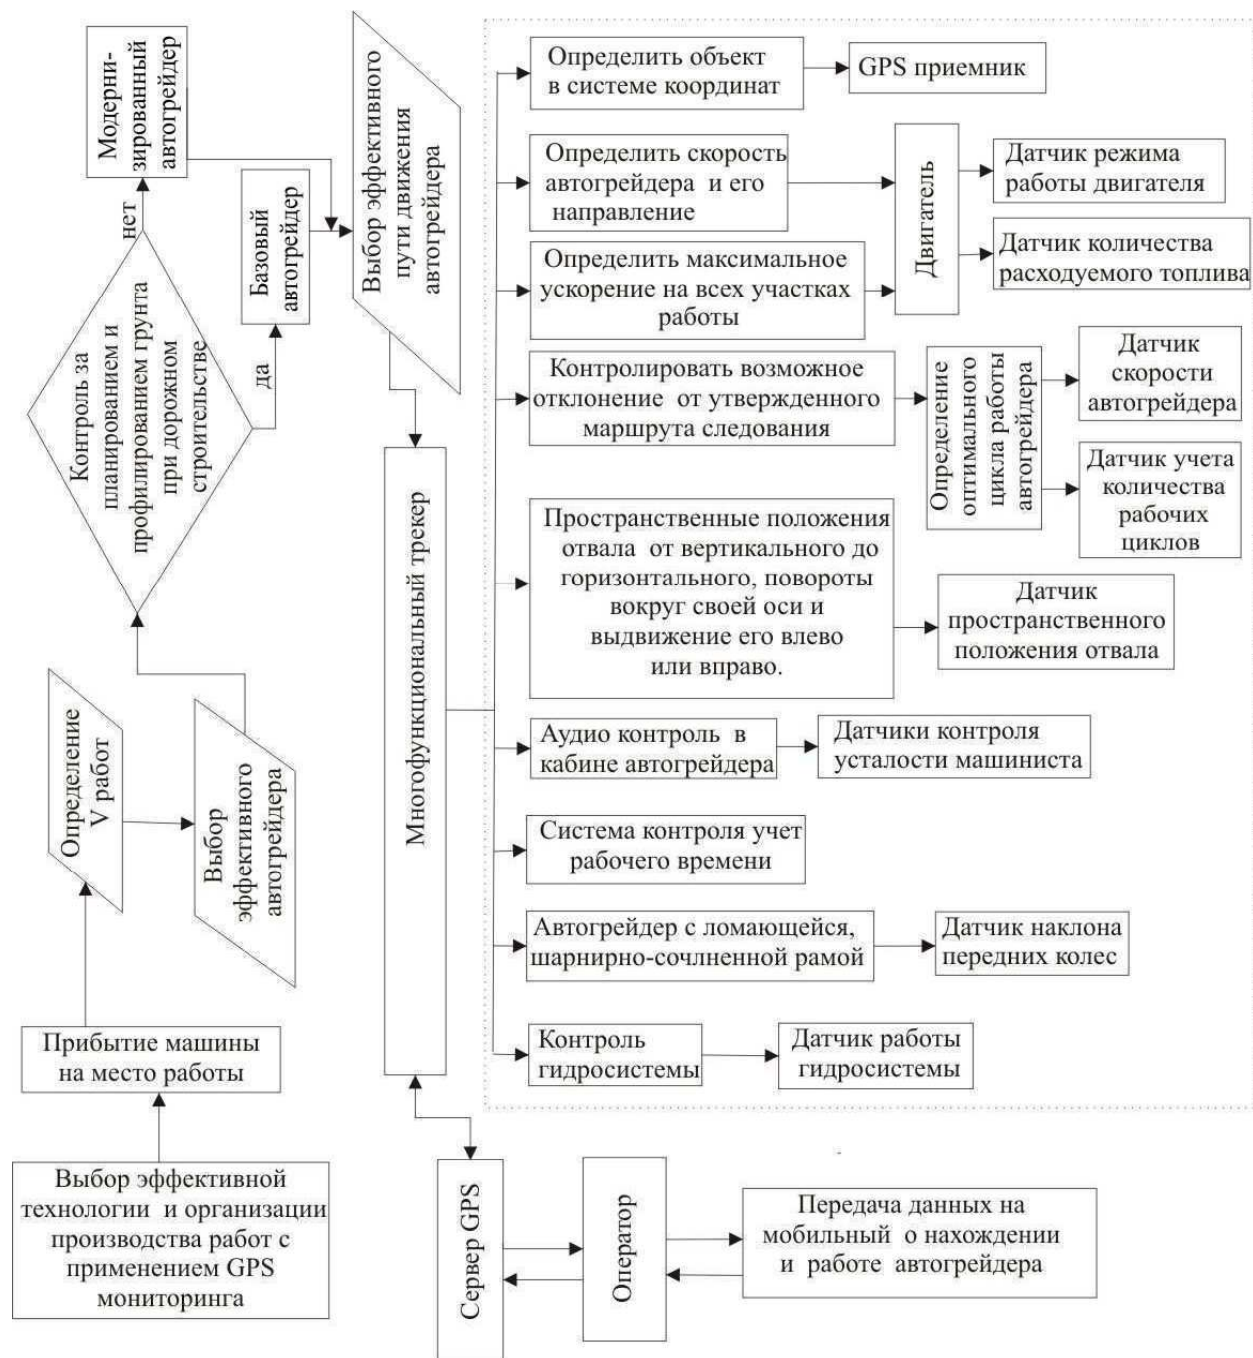 Модерни-
зированный
автогрейдер
нет
Базовый
автогрейдер
да
Контроль за
планированием и
профилированием грунта
при дорожном
строительстве
Выбор эффективного
пути движения
автогрейдера
Определение
V работ
Выбор
эффективного
автогрейдера
Прибытие машины
на место работы
Выбор эффективной
технологии и организации
производства работ с
применением GPS
мониторинга
Многофункциональный трекер
Определить объект
в системе координат
GPS приемник
Определить скорость
автогрейдера и его
направление
Определить максимальное
ускорение на всех участках
работы
Двигатель
Датчик режима
работы двигателя
Датчик количества
расходуемого топлива
Контролировать возможное
отклонение от утвержденного
маршрута следования
Определение
оптимального
цикла работы
автогрейдера
Датчик
скорости
автогрейдера
Датчик учета
количества
рабочих
циклов
Пространственные положения
отвала от вертикального до
горизонтального, повороты
вокруг своей оси и
выдвижение его влево
или вправо.
Датчик
пространственного
положения отвала
Аудио контроль в
кабине автогрейдера
Датчики контроля
усталости машиниста
Система контроля учет
рабочего времени
Автогрейдер с ломающейся,
шарнирно-сочлненной рамой
Датчик наклона
передних колес
Контроль
гидросистемы
Датчик работы
гидросистемы
Сервер GPS
Оператор
Передача данных на
мобильный о нахождении
и работе автогрейдера